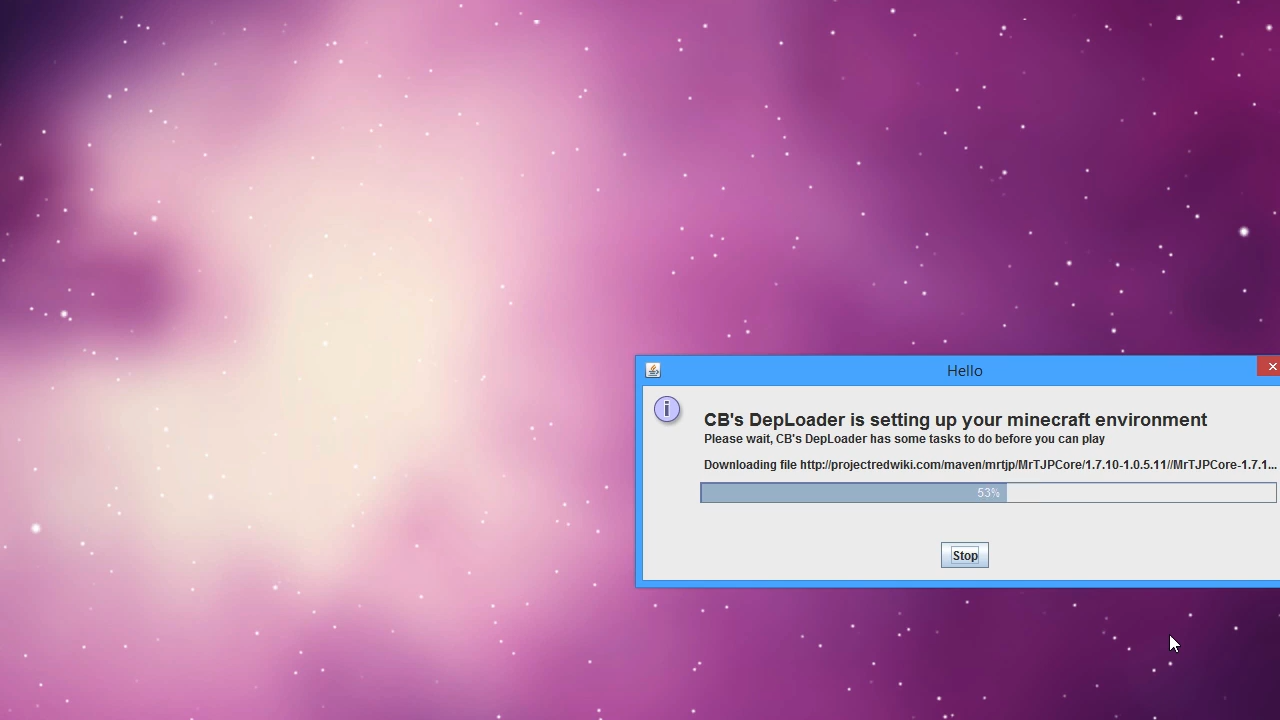 Hello
CB's DepLoader is setting up your minecraft environment
Please wait, CB's DepLoader has some tasks to do before you can play
Downloading file http://projectredwiki.com/maven/mrtjp/MrTJPCore/1.7.10-1.0.5.11//MrTJPCore-1.7.1...
53%
Stop